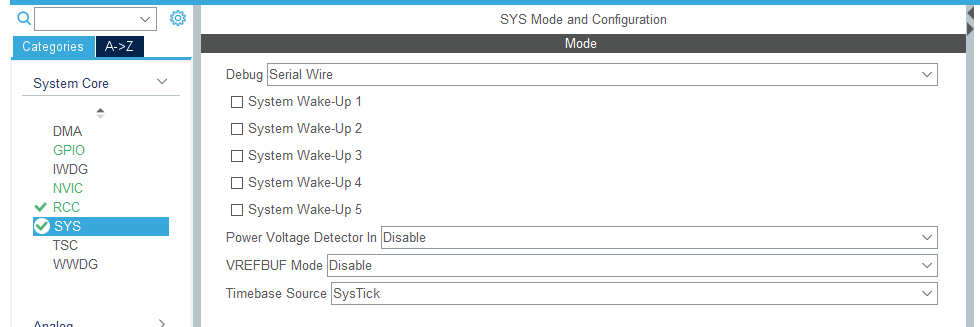 SYS Mode and Configuration
Mode
Categories A->Z
System Core
DMA
GPIO
IWDG
NVIC
RCC
SYS
TSC
WWDG
Analog
Debug Serial Wire
System Wake-Up 1
System Wake-Up 2
System Wake-Up 3
System Wake-Up 4
System Wake-Up 5
Power Voltage Detector In Disable
VREFBUF Mode Disable
Timebase Source SysTick